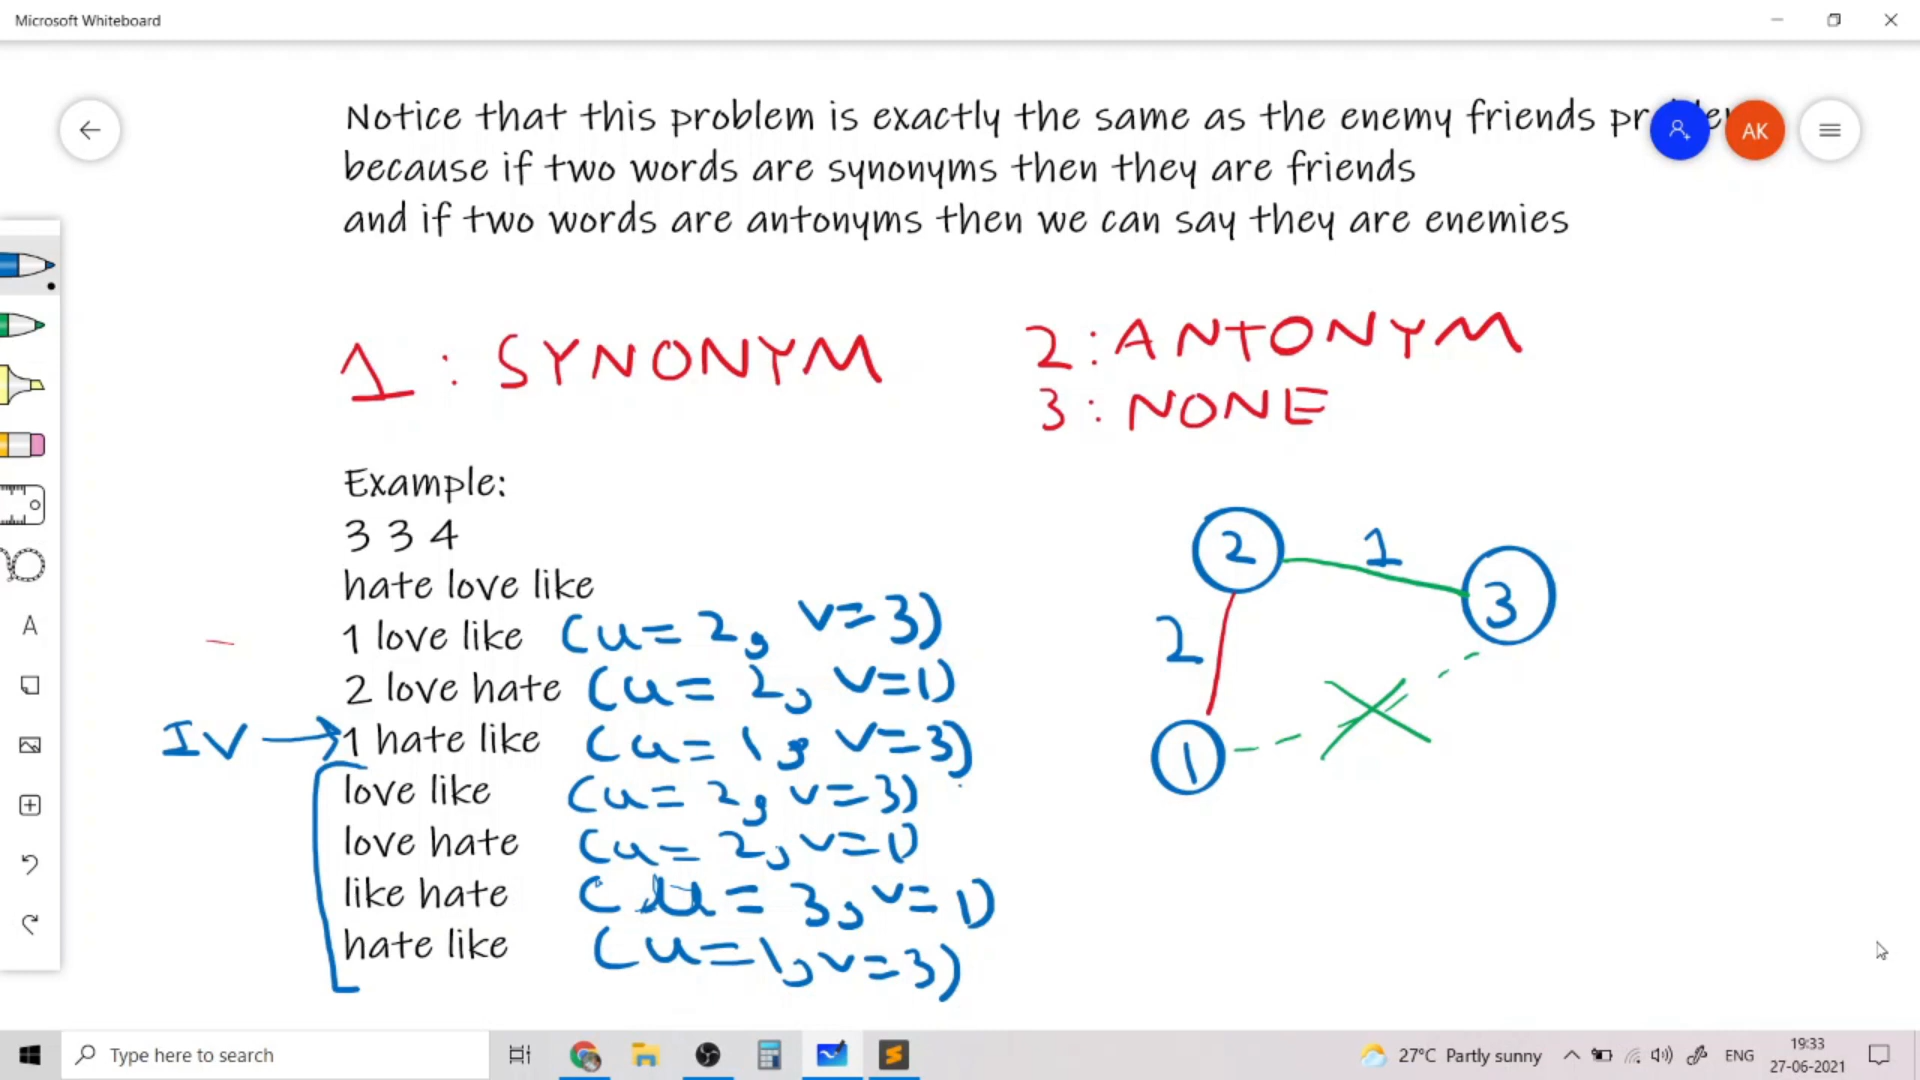 Microsoft Whiteboard
Notice that this problem is exactly the same as the enemy friends
because if two words are synonyms then they are friends
and if two words are antonyms then we can say they are enemies
AK
1 : SYNONYM
2 : ANTONYM
3 : NONE
Example:
3 3 4
hate love like
1 love like (u = 2, v = 3)
2 love hate (u = 2, v = 1)
IV → 1 hate like (u = 1, v = 3)
love like (u = 2, v = 3)
love hate (u = 2, v = 1)
like hate (u = 3, v = 1)
hate like (u = 1, v = 3)
2 1 3
2
1
A
Type here to search
27°C Partly sunny
ENG
19:33
27-06-2021